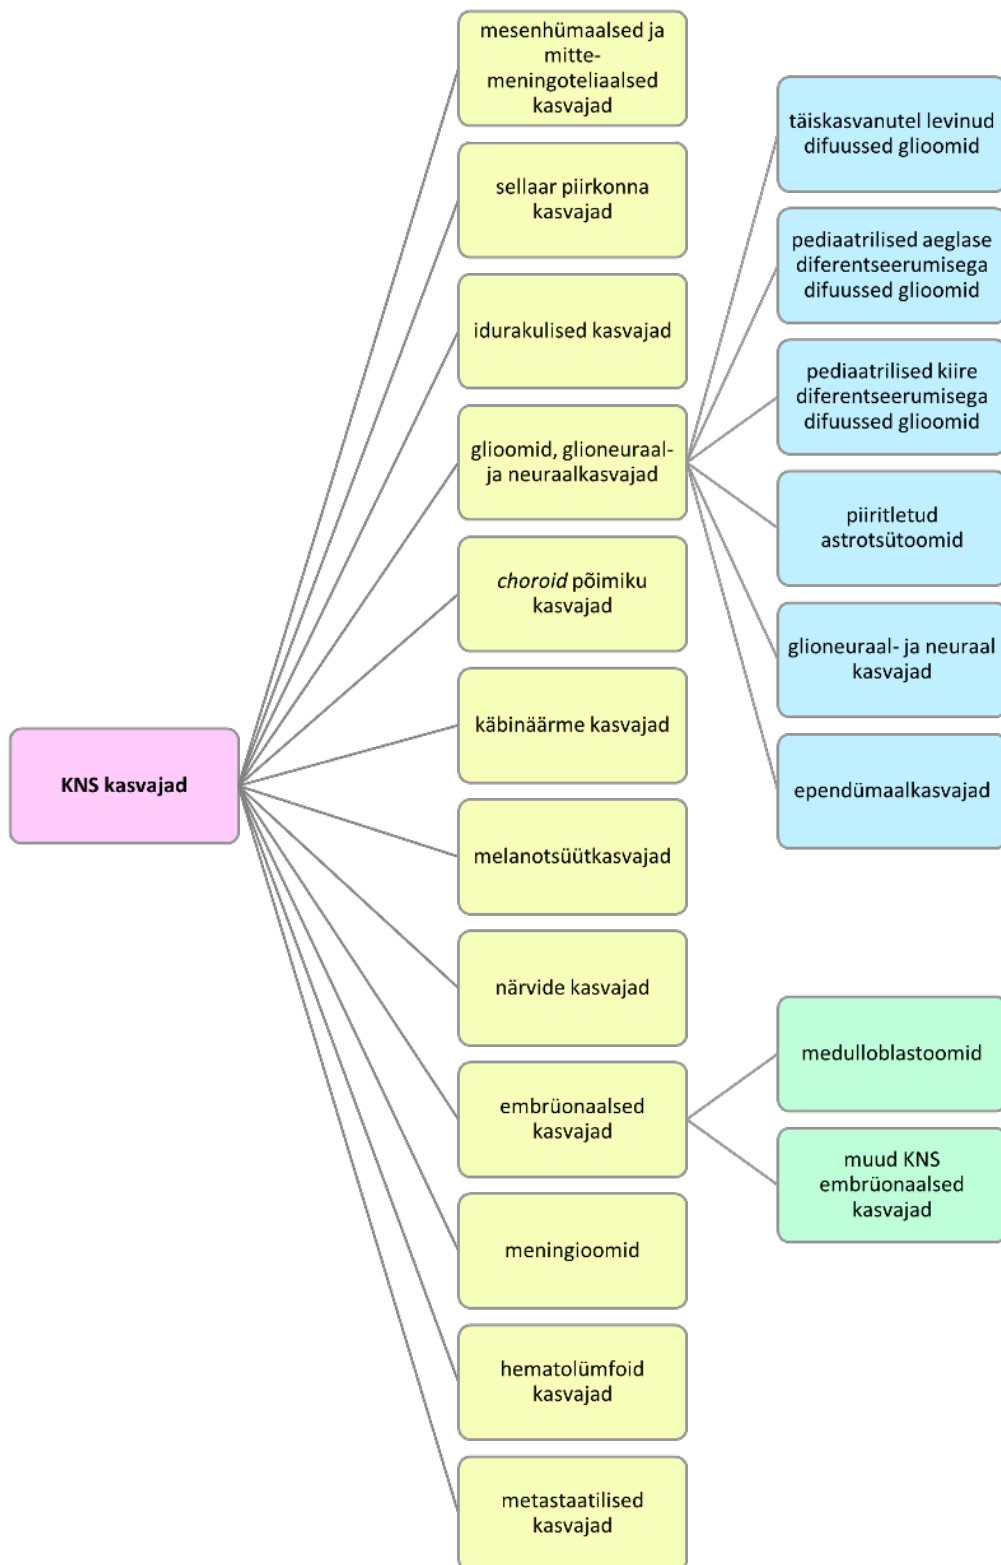 KNS kasvajad
mesenhümaalsed ja
mitte-
meningoteliaalsed
kasvajad
sellaar piirkonna
kasvajad
idurakulised kasvajad
glioomid, glioneuraal-
ja neuraalkasvajad
choroid põimiku
kasvajad
käbinäärme kasvajad
melanotsüütkasvajad
närvide kasvajad
embrüonaalsed
kasvajad
meningioomid
hematolümfoid
kasvajad
metastaatilised
kasvajad
täiskasvanutel levinud
difuussed glioomid
pediaatrilised aeglase
diferentseerumisega
difuussed glioomid
pediaatrilised kiire
diferentseerumisega
difuussed glioomid
piiritletud
astrotsütoomid
glioneuraal- ja neuraal
kasvajad
ependümaalkasvajad
medulloblastoomid
muud KNS
embrüonaalsed
kasvajad